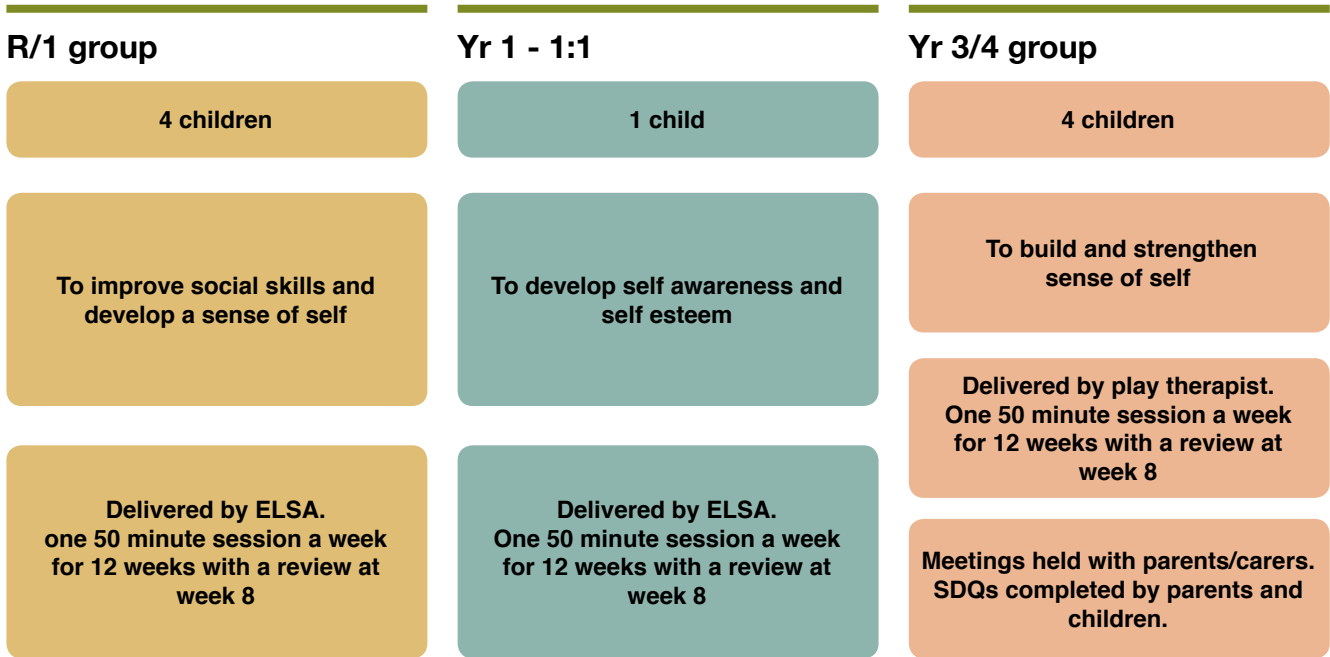 R/1 group
4 children
To improve social skills and
develop a sense of self
Delivered by ELSA.
one 50 minute session a week
for 12 weeks with a review at
week 8
Yr 1 - 1:1
1 child
To develop self awareness and
self esteem
Delivered by ELSA.
One 50 minute session a week
for 12 weeks with a review at
week 8
Yr 3/4 group
4 children
To build and strengthen
sense of self
Delivered by play therapist.
One 50 minute session a week
for 12 weeks with a review at
week 8
Meetings held with parents/carers.
SDQs completed by parents and
children.